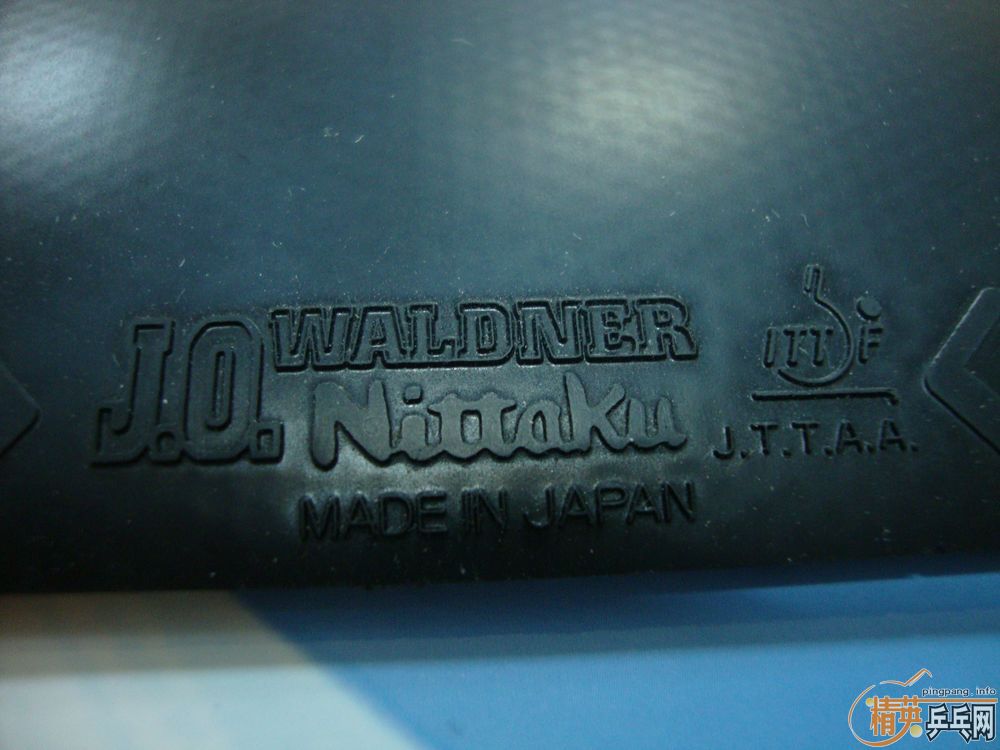 J.O. WALDNER
Nittaku
MADE IN JAPAN
ITTF
J.T.T.A.A.
pingpang.info
精英乒乓网